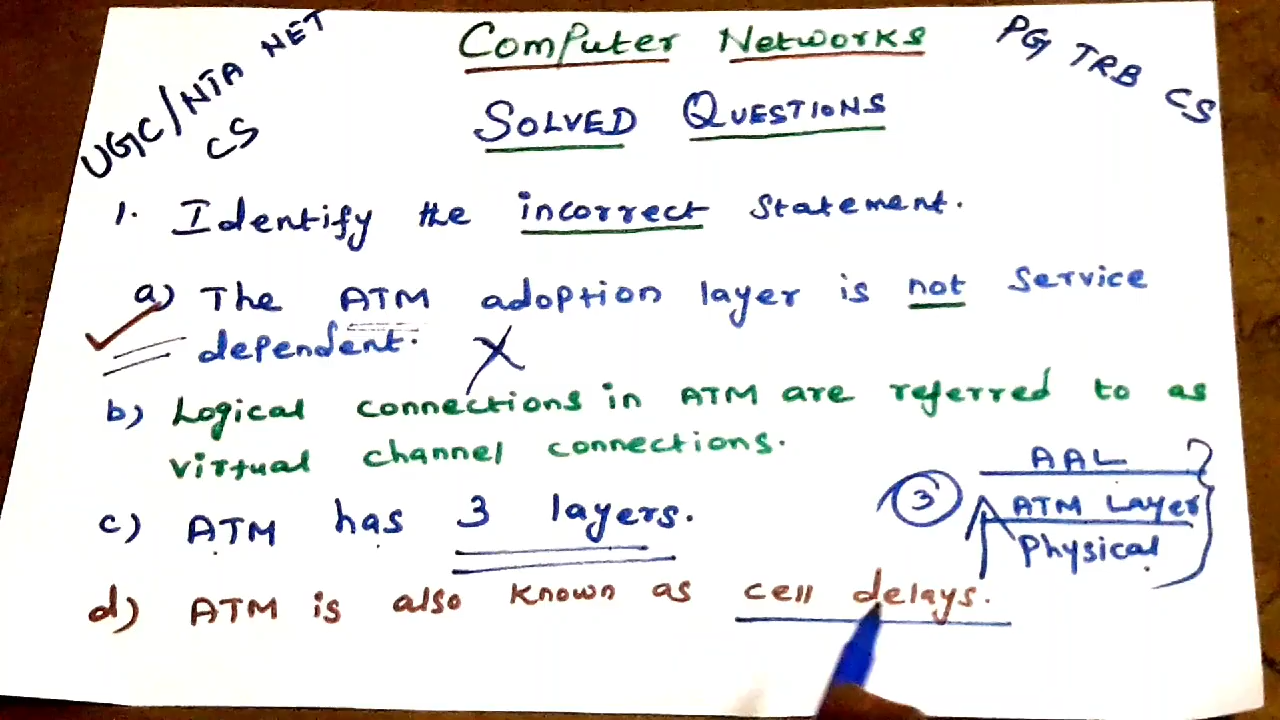 UGC/NTA NET
CS
Computer Networks
PG TRB CS
SOLVED QUESTIONS
1. Identify the incorrect statement.
a) The ATM adoption layer is not service
dependent. X
b) Logical connections in ATM are referred to as
virtual channel connections.
c) ATM has 3 layers.
3
AAL
ATM Layer
Physical
d) ATM is also known as cell delays.